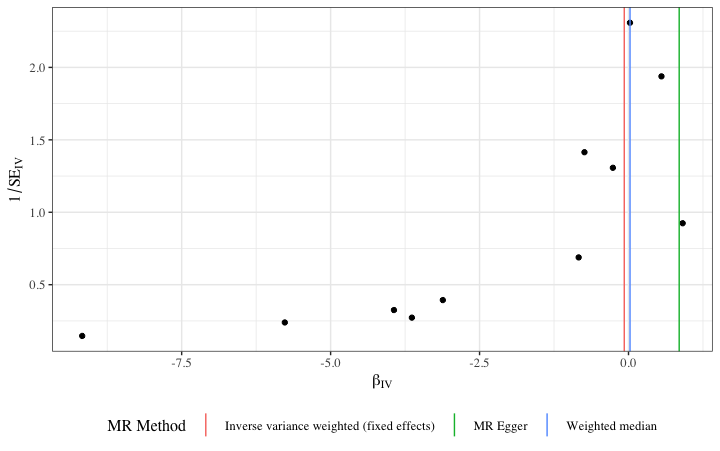 2.0
1.5
1.0
0.5
1/SE_IV
-7.5 -5.0 -2.5 0.0
β_IV
MR Method Inverse variance weighted (fixed effects) MR Egger Weighted median